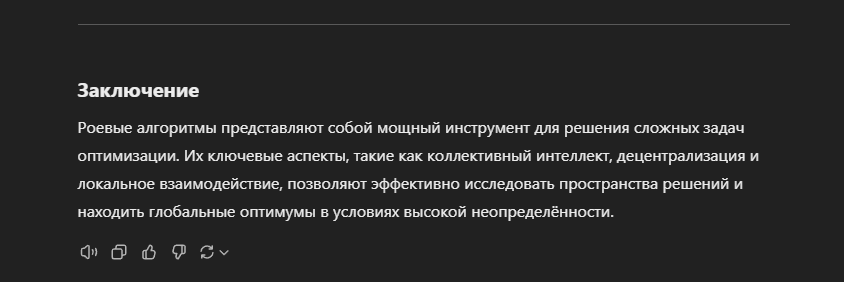 Заключение
Роевые алгоритмы представляют собой мощный инструмент для решения сложных задач
оптимизации. Их ключевые аспекты, такие как коллективный интеллект, децентрализация и
локальное взаимодействие, позволяют эффективно исследовать пространства решений и
находить глобальные оптимумы в условиях высокой неопределённости.